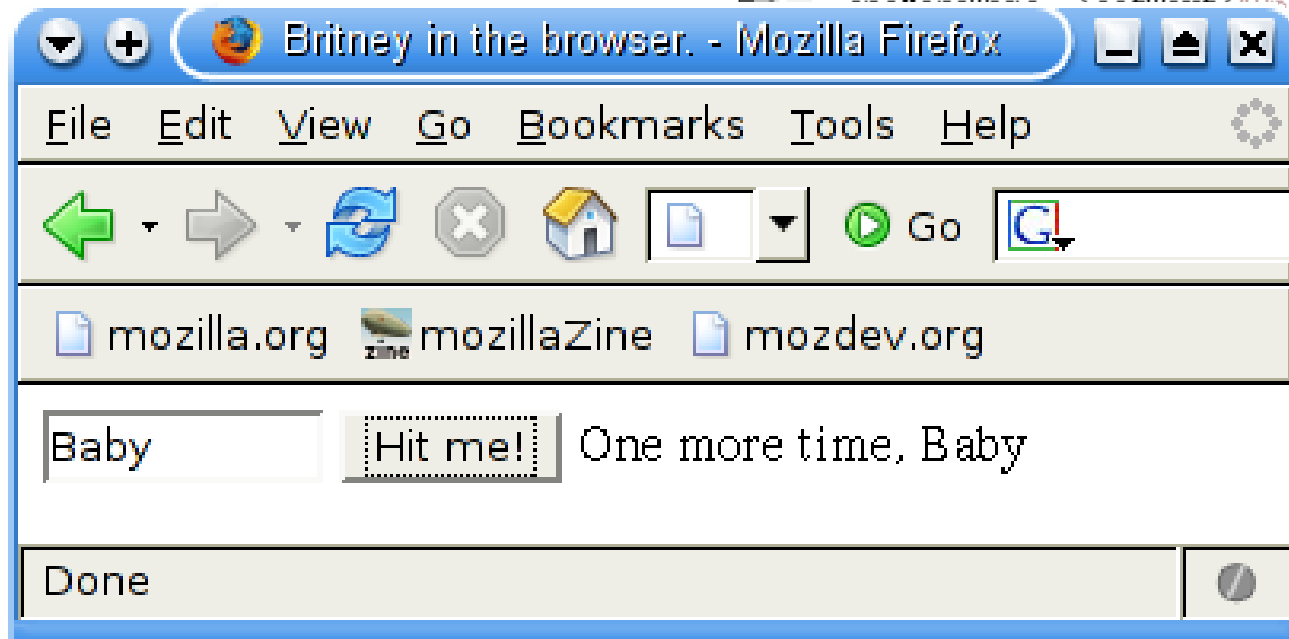 Britney in the browser. - Mozilla Firefox
File Edit View Go Bookmarks Tools Help
Go G
mozilla.org zine mozillaZine mozdev.org
Baby Hit me! One more time, Baby
Done